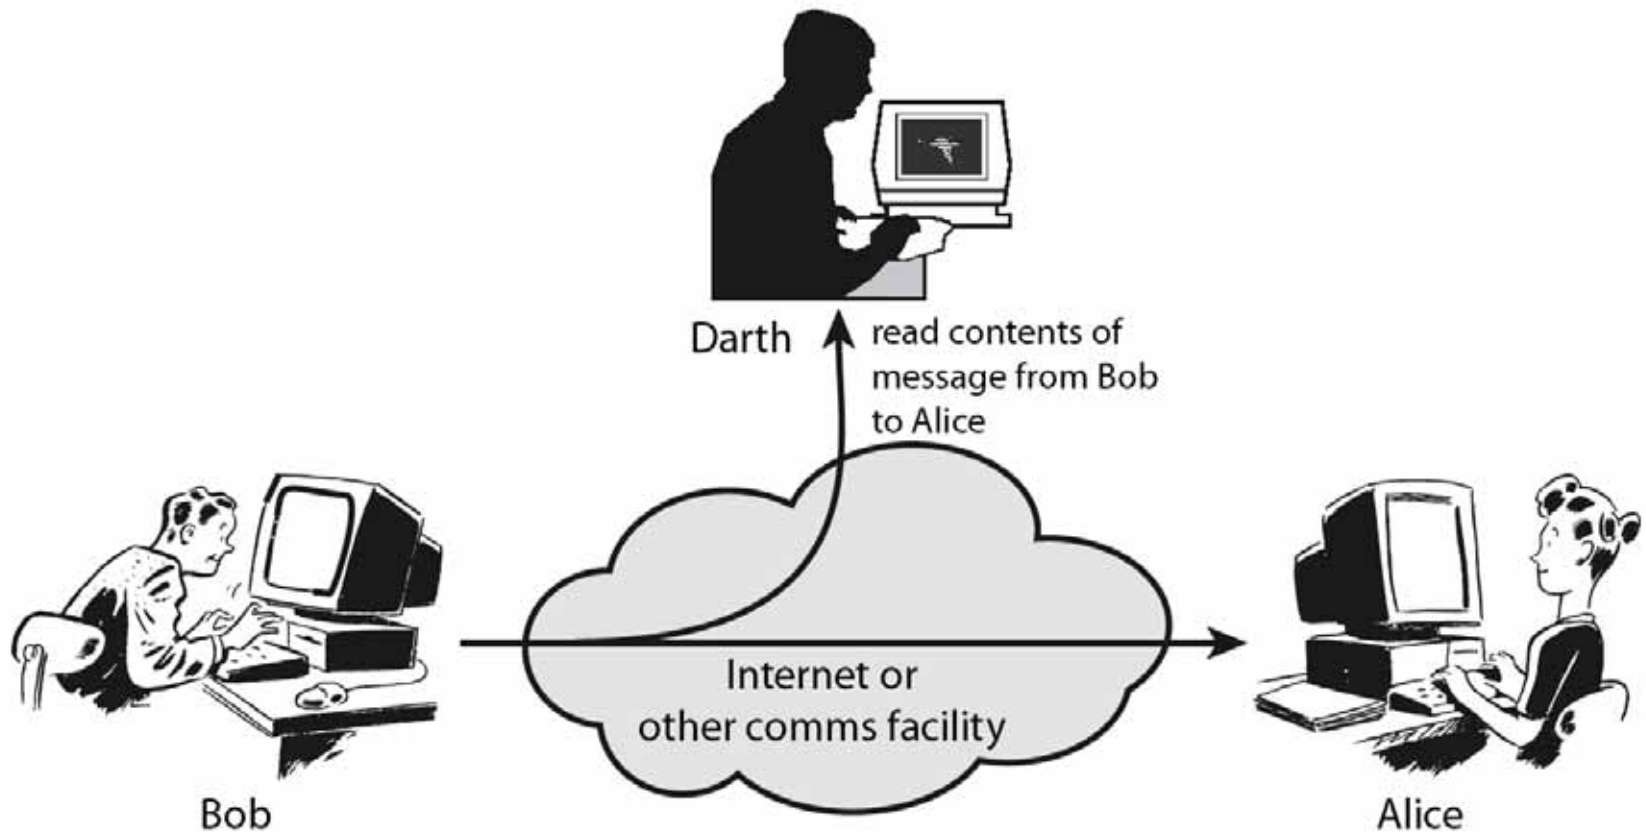 Darth
read contents of
message from Bob
to Alice
Internet or
other comms facility
Bob
Alice